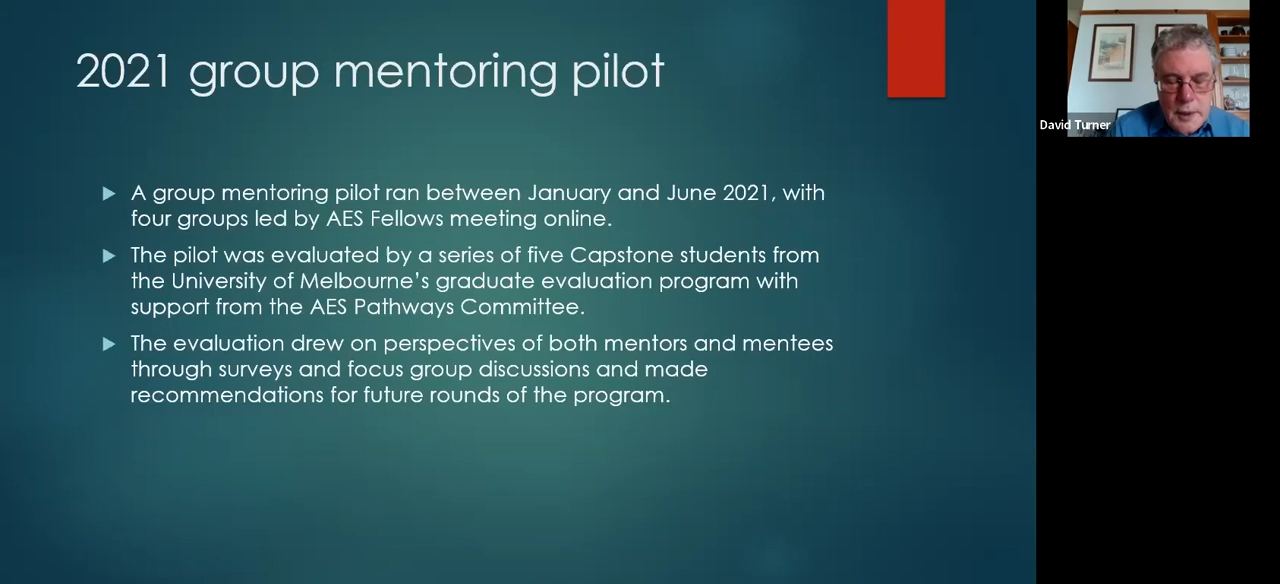 2021 group mentoring pilot
A group mentoring pilot ran between January and June 2021, with
four groups led by AES Fellows meeting online.
The pilot was evaluated by a series of five Capstone students from
the University of Melbourne's graduate evaluation program with
support from the AES Pathways Committee.
The evaluation drew on perspectives of both mentors and mentees
through surveys and focus group discussions and made
recommendations for future rounds of the program.
David Turner